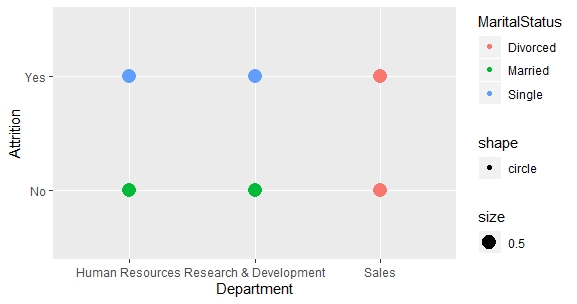 MaritalStatus
Divorced
Married
Single
shape
circle
size
0.5
Attrition
Yes
No
Human Resources Research & Development Sales
Department